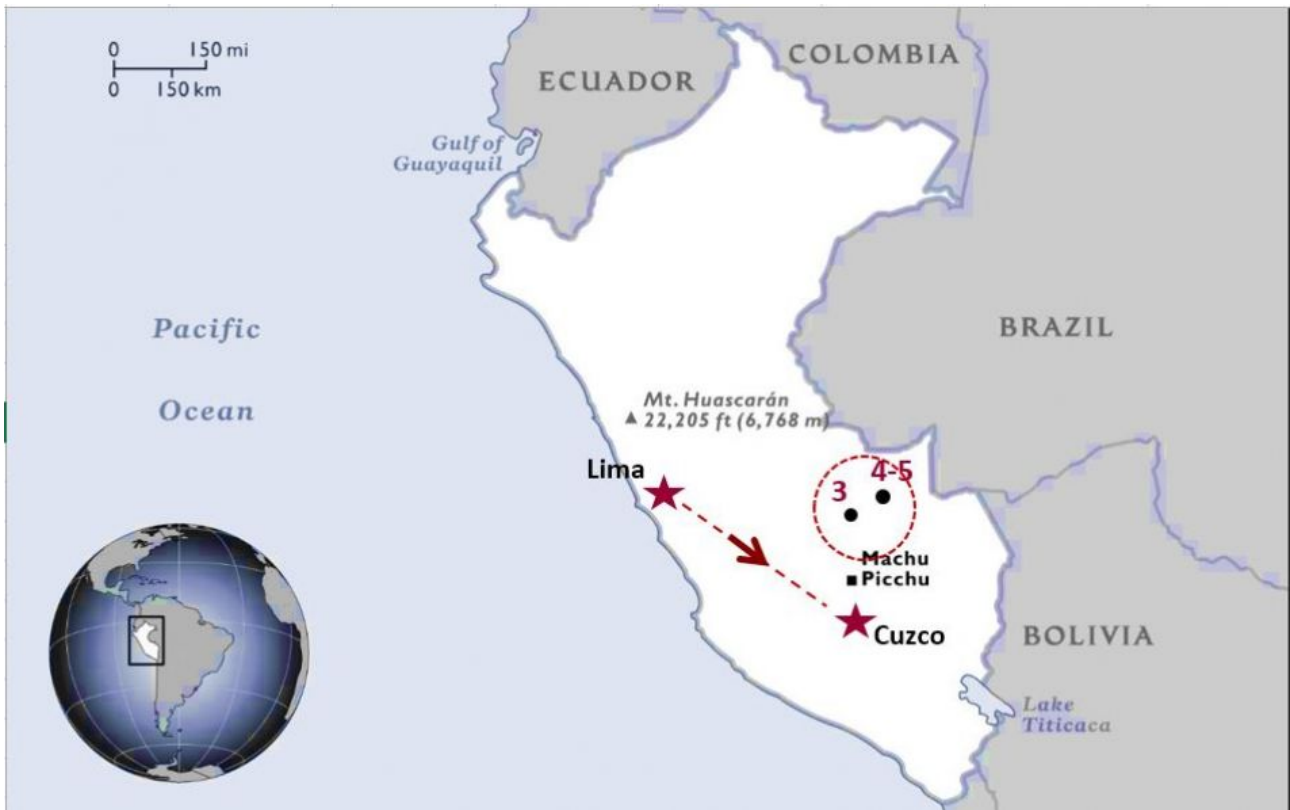 0 150 mi
0 150 km
COLOMBIA
ECUADOR
Gulf of
Guayaquil
Pacific
Ocean
BRAZIL
Mt. Huascarán
22,205 ft (6,768 m)
Lima
4-5
3
Machu
Picchu
Cuzco
BOLIVIA
Lake
Titicaca